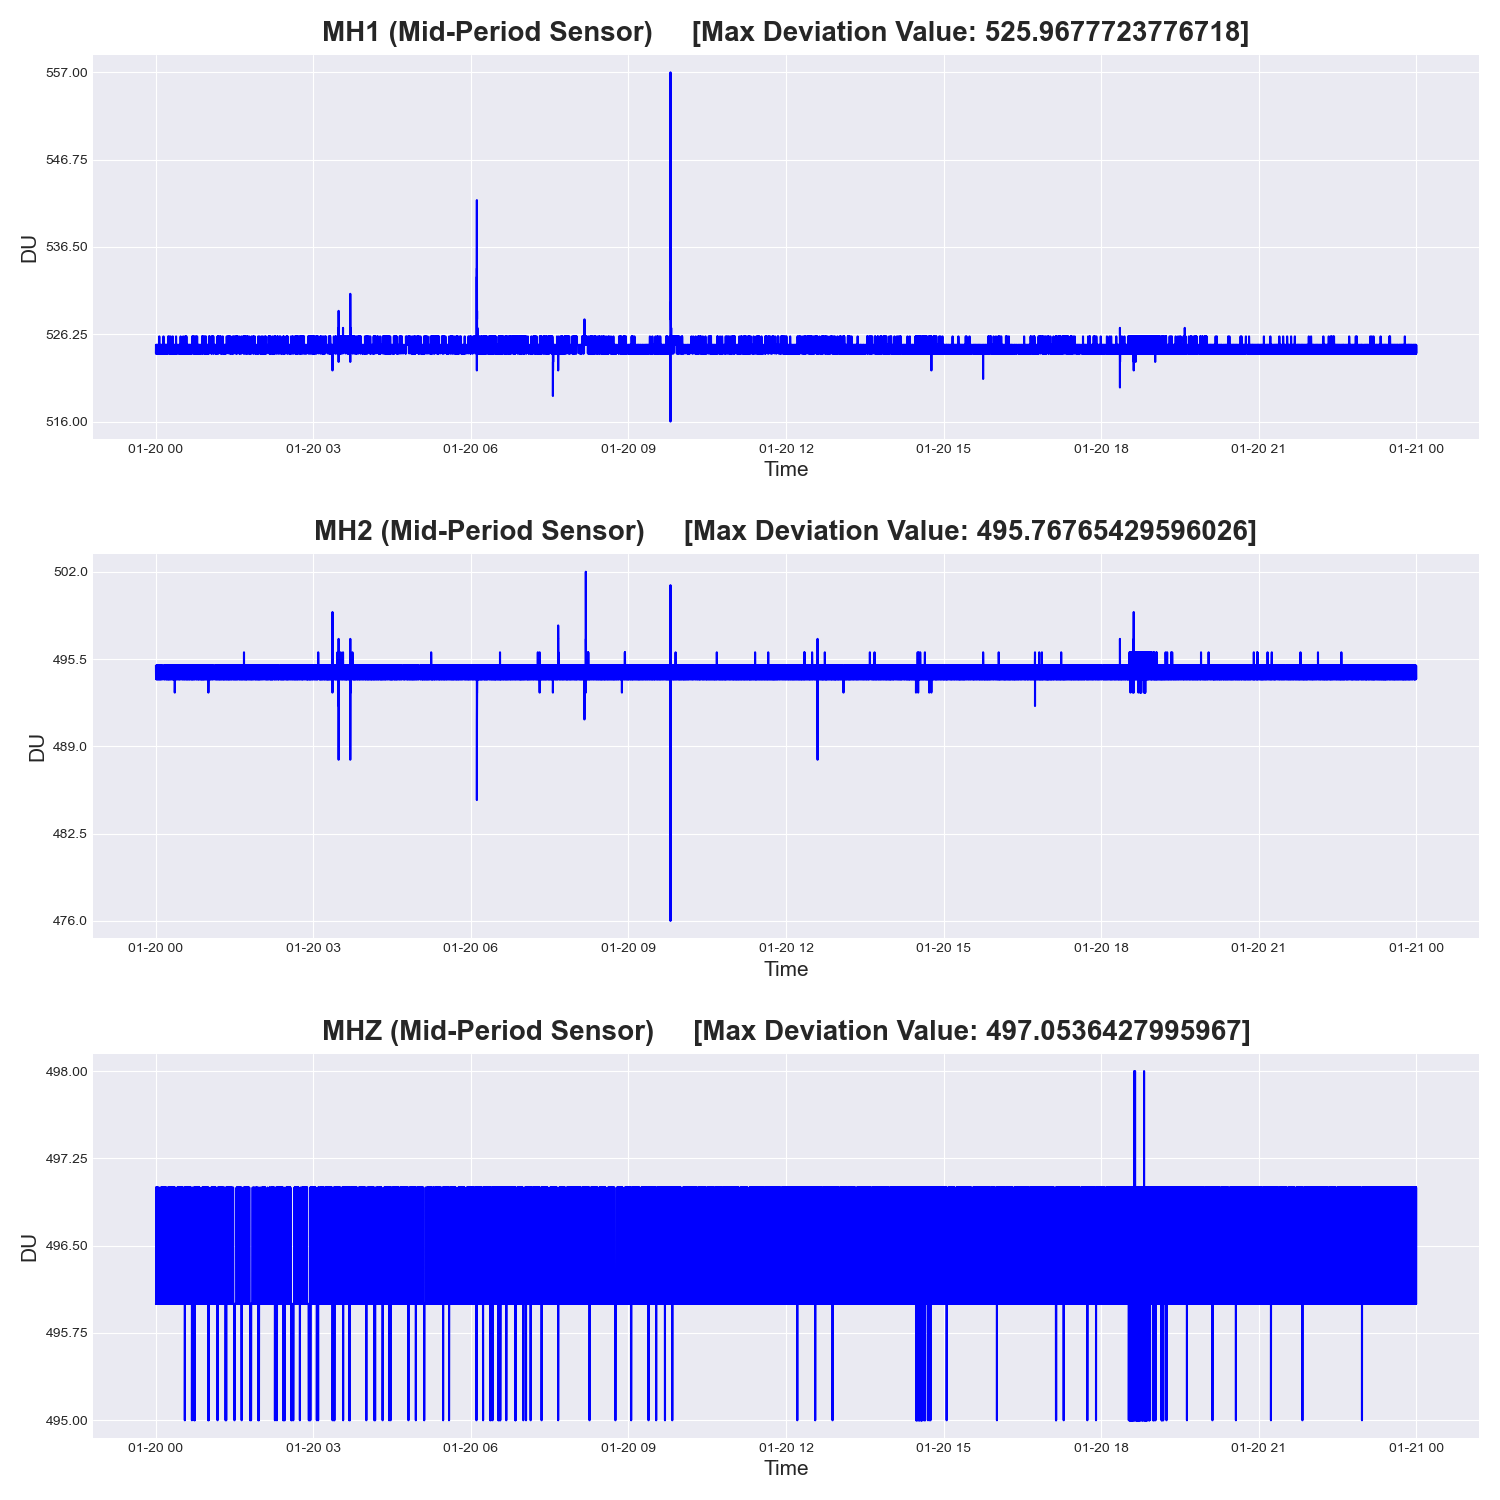 MH1 (Mid-Period Sensor) [Max Deviation Value: 525.9677723776718]
557.00
546.75
536.50
526.25
516.00
DU
01-20 00 01-20 03 01-20 06 01-20 09 01-20 12 01-20 15 01-20 18 01-20 21 01-21 00
Time
MH2 (Mid-Period Sensor) [Max Deviation Value: 495.76765429596026]
502.0
495.5
489.0
482.5
476.0
DU
01-20 00 01-20 03 01-20 06 01-20 09 01-20 12 01-20 15 01-20 18 01-20 21 01-21 00
Time
MHZ (Mid-Period Sensor) [Max Deviation Value: 497.0536427995967]
498.00
497.25
496.50
495.75
495.00
DU
01-20 00 01-20 03 01-20 06 01-20 09 01-20 12 01-20 15 01-20 18 01-20 21 01-21 00
Time